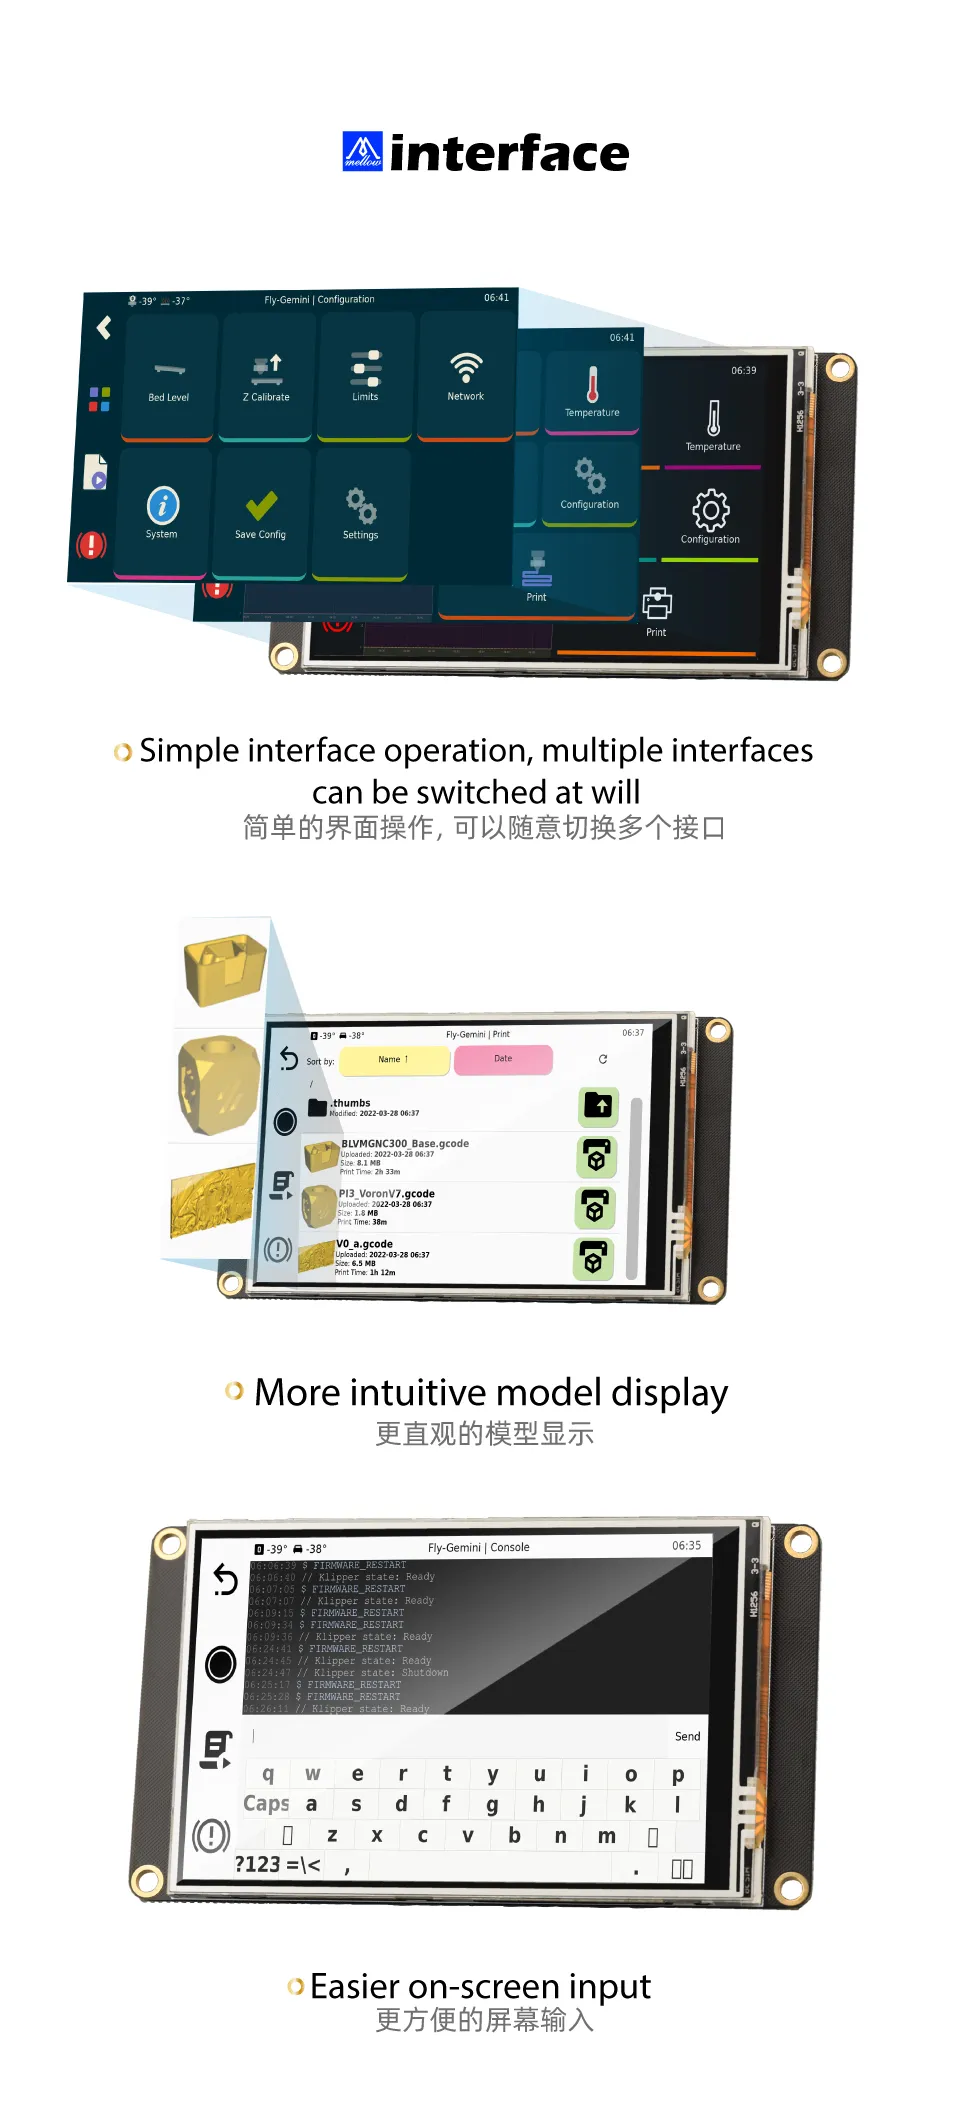 mellow interface
-39° -37° Fly-Gemini | Configuration 06:41
Bed Level Z Calibrate Limits Network
System Save Config Settings
06:41
Temperature
Configuration
Print
06:39
Temperature
Configuration
Print
H1256 3-3
Simple interface operation, multiple interfaces
can be switched at will
简单的界面操作, 可以随意切换多个接口
-39° -38° Fly-Gemini | Print 06:37
Sort by: Name ↑ Date
/
.thumbs
Modified: 2022-03-28 06:37
BLVMGNC300_Base.gcode
Uploaded: 2022-03-28 06:37
Size: 8.1 MB
Print Time: 2h 33m
PI3_VoronV7.gcode
Uploaded: 2022-03-28 06:37
Size: 1.8 MB
Print Time: 38m
V0_a.gcode
Uploaded: 2022-03-28 06:37
Size: 6.5 MB
Print Time: 1h 12m
H1256 3-3
More intuitive model display
更直观的模型显示
-39° -38° Fly-Gemini | Console 06:35
06:06:39 $ FIRMWARE_RESTART
06:06:40 // Klipper state: Ready
06:07:05 $ FIRMWARE_RESTART
06:07:07 // Klipper state: Ready
06:09:15 $ FIRMWARE_RESTART
06:09:34 $ FIRMWARE_RESTART
06:09:36 // Klipper state: Ready
06:24:41 $ FIRMWARE_RESTART
06:24:45 // Klipper state: Ready
06:24:47 // Klipper state: Shutdown
06:25:17 $ FIRMWARE_RESTART
06:25:28 $ FIRMWARE_RESTART
06:26:11 // Klipper state: Ready
Send
q w e r t y u i o p
Caps a s d f g h j k l
z x c v b n m
?123 =\< , .
H1256 3-3
Easier on-screen input
更方便的屏幕输入